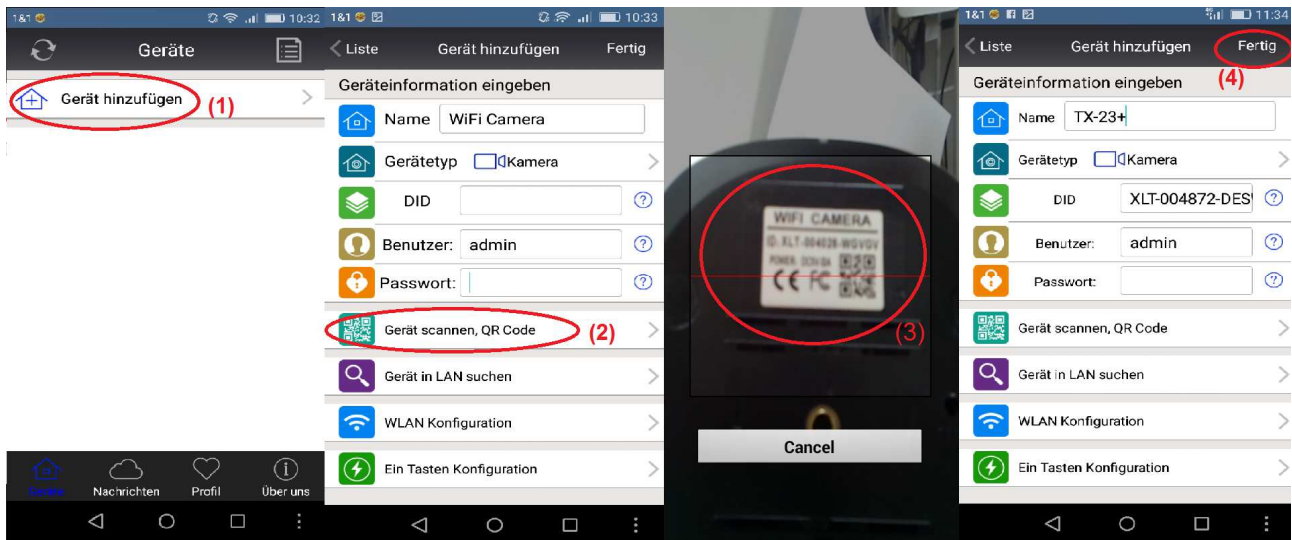 1&1 10:32
Geräte
Gerät hinzufügen (1)
Geräte Nachrichten Profil Über uns
1&1 10:33
Liste Gerät hinzufügen Fertig
Geräteinformation eingeben
Name WiFi Camera
Gerätetyp Kamera
DID ?
Benutzer: admin ?
Passwort: ?
Gerät scannen, QR Code (2)
Gerät in LAN suchen
WLAN Konfiguration
Ein Tasten Konfiguration
WIFI CAMERA
POWER
CE FC
(3)
Cancel
1&1 4G 11:34
Liste Gerät hinzufügen Fertig
(4)
Geräteinformation eingeben
Name TX-23+
Gerätetyp Kamera
DID XLT-004872-DES ?
Benutzer: admin ?
Passwort: ?
Gerät scannen, QR Code
Gerät in LAN suchen
WLAN Konfiguration
Ein Tasten Konfiguration